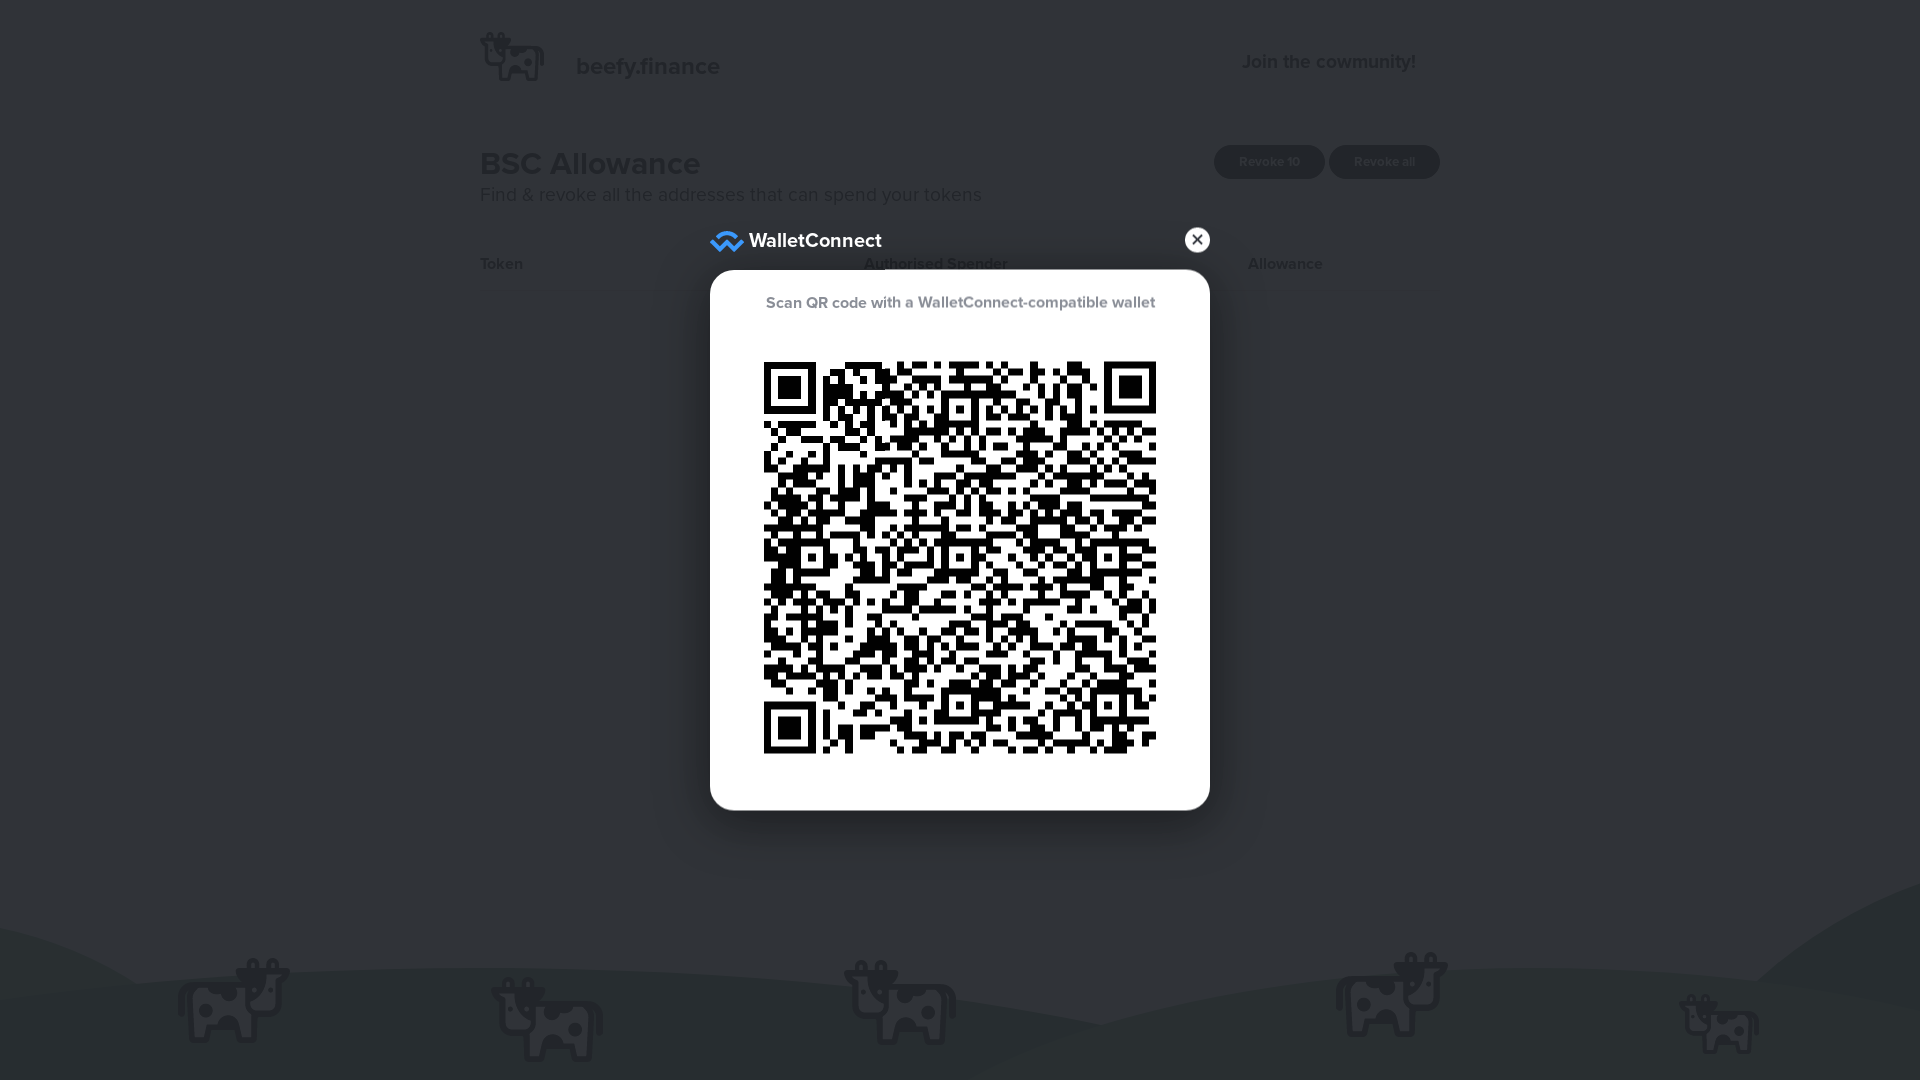 beefy.finance
Join the cowmunity!
BSC Allowance
Revoke 10
Revoke all
Find & revoke all the addresses that can spend your tokens
WalletConnect
Token
Authorised Spender
Allowance
Scan QR code with a WalletConnect-compatible wallet